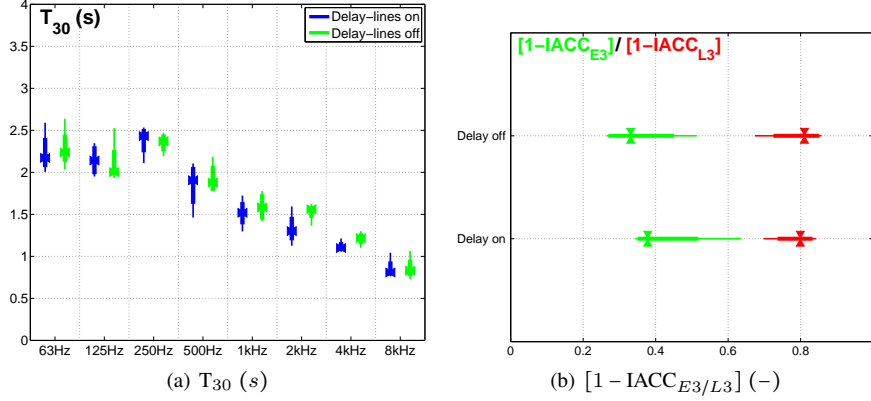 T30 (s)
Delay-lines on
Delay-lines off
4
3.5
3
2.5
2
1.5
1
0.5
0
63Hz 125Hz 250Hz 500Hz 1kHz 2kHz 4kHz 8kHz
(a) T30 (s)
[1-IACCE3]/[1-IACCL3]
Delay off
Delay on
0 0.2 0.4 0.6 0.8 1
(b) [1 – IACCE3/L3] (–)